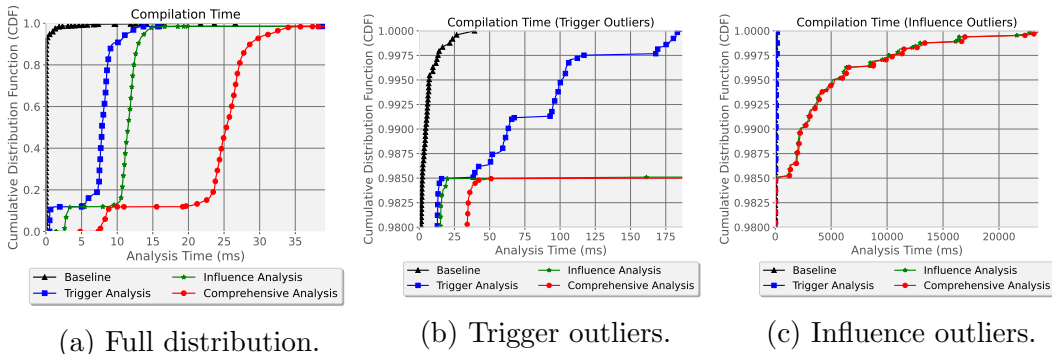 Compilation Time
Cumulative Distribution Function (CDF)
1.0
0.8
0.6
0.4
0.2
0.0
0 10 20 30
Analysis Time (ms)
Baseline
Trigger Analysis
Influence Analysis
Comprehensive Analysis
(a) Full distribution.
Compilation Time (Trigger Outliers)
Cumulative Distribution Function (CDF)
1.0000
0.9975
0.9950
0.9925
0.9900
0.9875
0.9850
0.9825
0.9800
0 25 50 75 100 125 150 175
Analysis Time (ms)
Baseline
Trigger Analysis
Influence Analysis
Comprehensive Analysis
(b) Trigger outliers.
Compilation Time (Influence Outliers)
Cumulative Distribution Function (CDF)
1.0000
0.9975
0.9950
0.9925
0.9900
0.9875
0.9850
0.9825
0.9800
0 5000 10000 15000 20000
Analysis Time (ms)
Baseline
Trigger Analysis
Influence Analysis
Comprehensive Analysis
(c) Influence outliers.